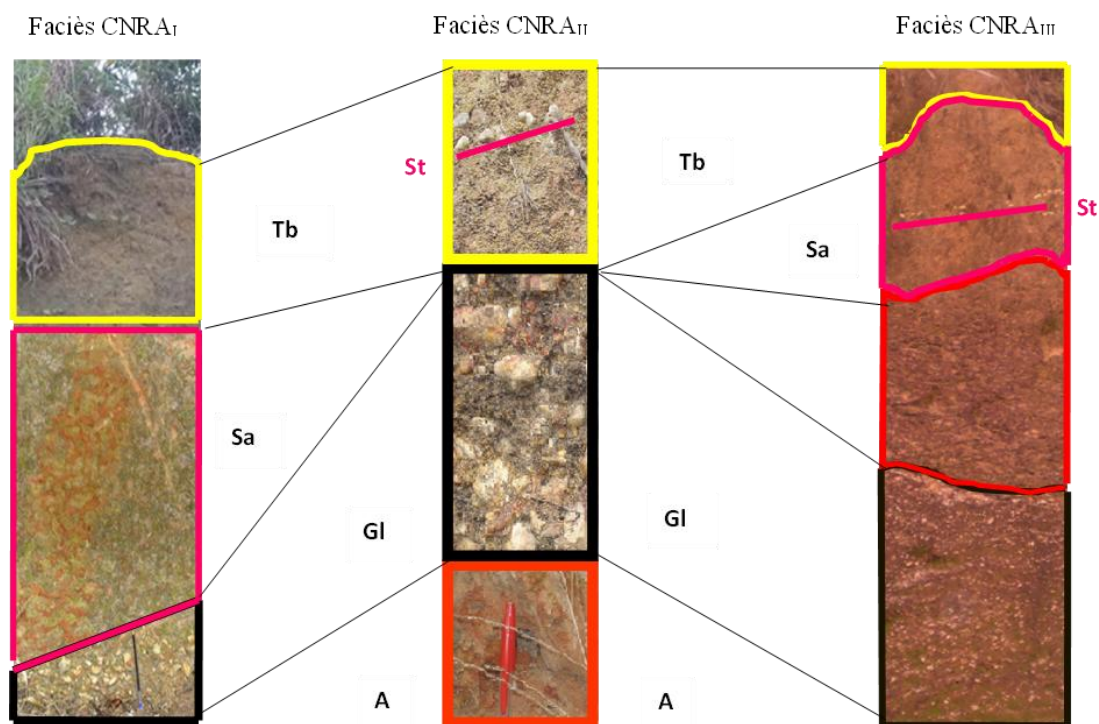 Faciès CNRAI
Faciès CNRAII
Faciès CNRAIII
St
Tb
Tb
Sa
St
Sa
Gl
Gl
A
A